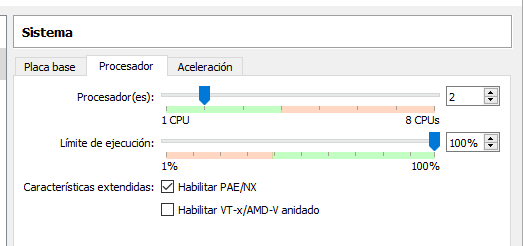 Sistema
Placa base Procesador Aceleración
Procesador(es): 2
1 CPU 8 CPUs
Límite de ejecución: 100%
1% 100%
Características extendidas: Habilitar PAE/NX
Habilitar VT-x/AMD-V anidado